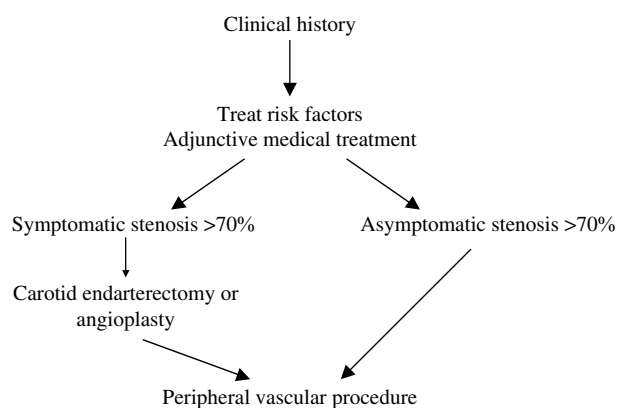 Clinical history
Treat risk factors
Adjunctive medical treatment
Symptomatic stenosis >70%
Asymptomatic stenosis >70%
Carotid endarterectomy or
angioplasty
Peripheral vascular procedure